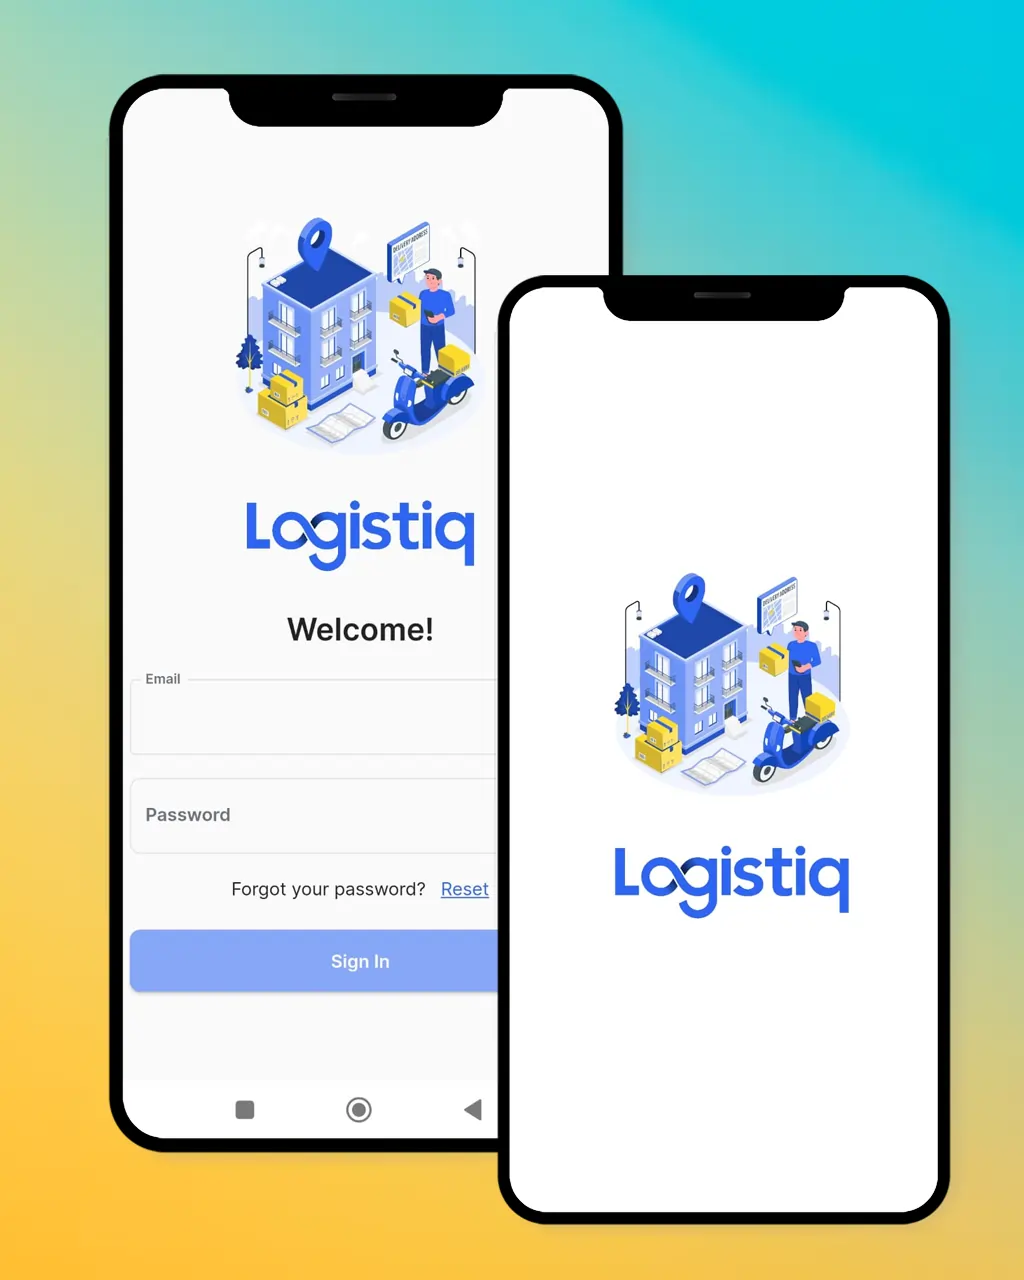 DELIVERY ADDRESS
Logistiq
Welcome!
Email
Password
Forgot your password? Reset
Sign In
DELIVERY ADDRESS
Logistiq